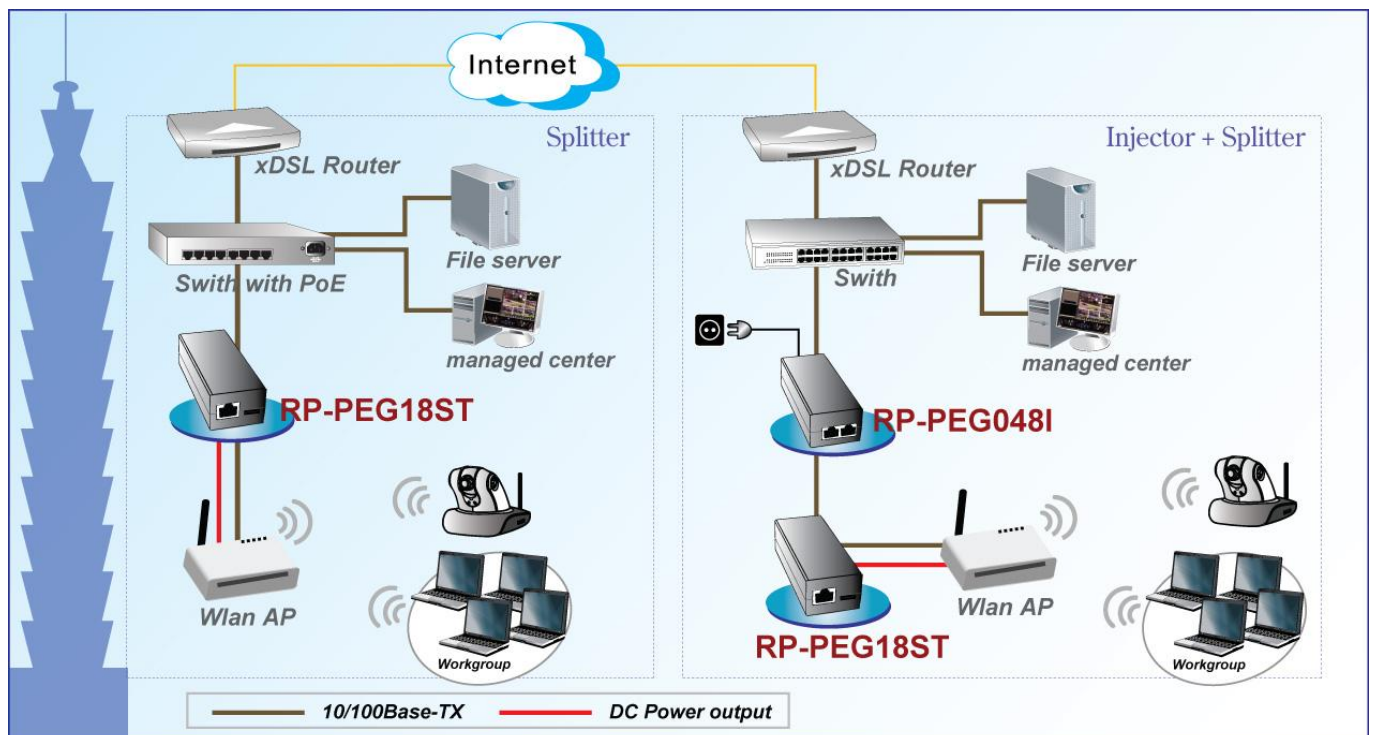 Internet
Splitter
xDSL Router
File server
Swith with PoE
managed center
RP-PEG18ST
Wlan AP
Workgroup
Injector + Splitter
xDSL Router
File server
Swith
managed center
RP-PEG048I
Wlan AP
RP-PEG18ST
Workgroup
10/100Base-TX
DC Power output